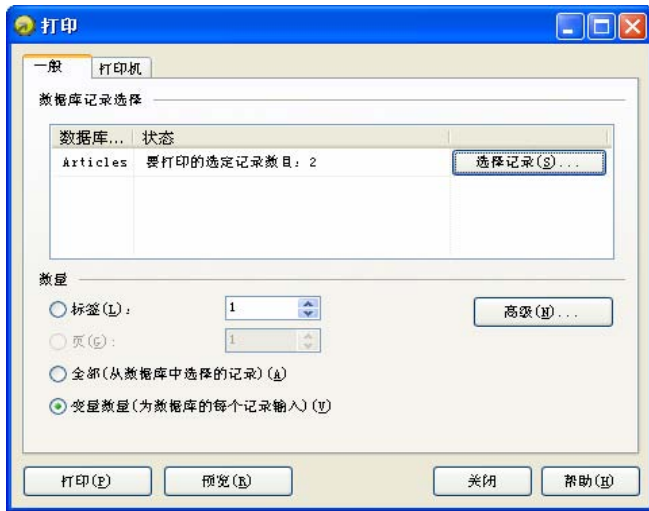 打印
一般 打印机
数据库记录选择
数据库... 状态
Articles 要打印的选定记录数目: 2 选择记录(S)...
数量
标签(L): 1 高级(N)...
页(G): 1
全部(从数据库中选择的记录)(A)
变量数量(为数据库的每个记录输入)(V)
打印(P) 预览(R) 关闭 帮助(H)